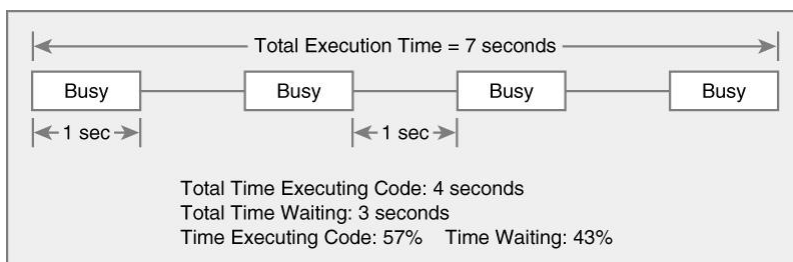 Total Execution Time = 7 seconds
Busy Busy Busy Busy
1 sec 1 sec
Total Time Executing Code: 4 seconds
Total Time Waiting: 3 seconds
Time Executing Code: 57% Time Waiting: 43%